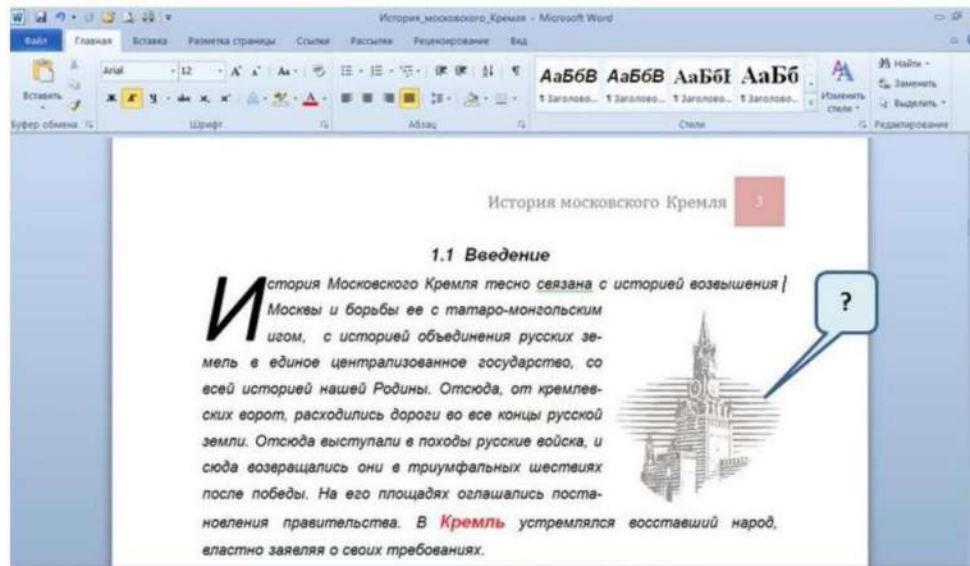 История_московского_Кремля - Microsoft Word
Файл Главная Вставка Разметка страницы Ссылки Рассылки Рецензирование Вид
Вставить
Arial 12
Ж К Ч
АаБбВ АаБбВ АаБбІ АаБб
¶ Заголово... ¶ Заголово... ¶ Заголово... ¶ Заголово...
Изменить стили
Найти
Заменить
Выделить
Буфер обмена Шрифт Абзац Стили Редактирование
История московского Кремля 3
1.1 Введение
История Московского Кремля тесно связана с историей возвышения
Москвы и борьбы ее с татаро-монгольским
игом, с историей объединения русских зе-
мель в единое централизованное государство, со
всей историей нашей Родины. Отсюда, от кремлев-
ских ворот, расходились дороги во все концы русской
земли. Отсюда выступали в походы русские войска, и
сюда возвращались они в триумфальных шествиях
после победы. На его площадях оглашались поста-
новления правительства. В Кремль устремлялся восставший народ,
властно заявляя о своих требованиях.
?